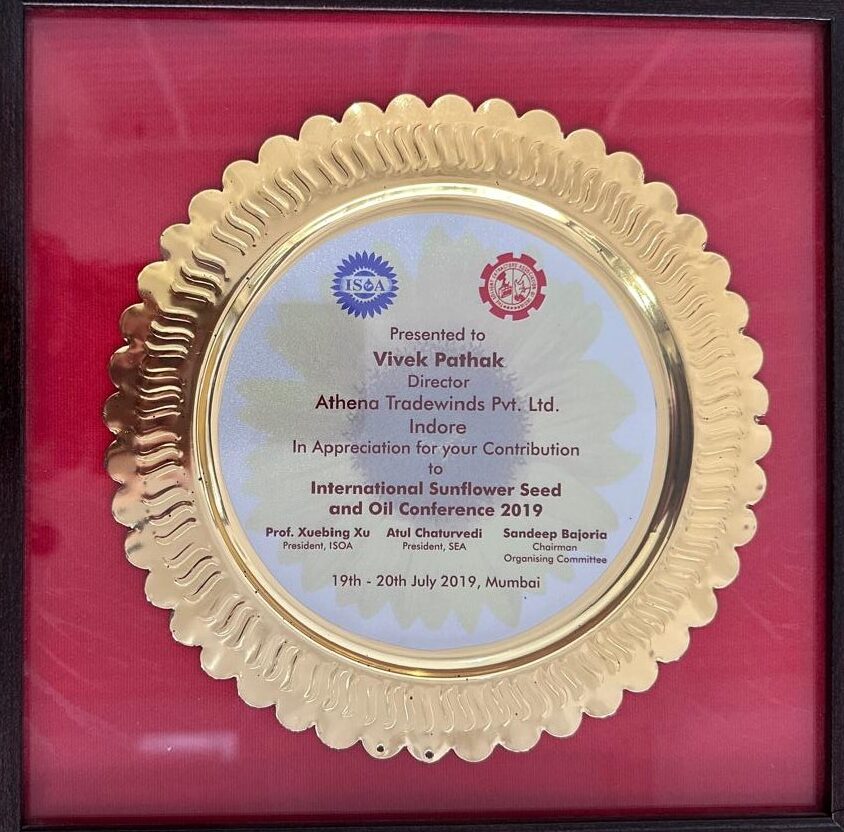 ISOA
Presented to
Vivek Pathak
Director
Athena Tradewinds Pvt. Ltd.
Indore
In Appreciation for your Contribution
to
International Sunflower Seed
and Oil Conference 2019
Prof. Xuebing Xu Atul Chaturvedi Sandeep Bajoria
President, ISOA President, SEA Chairman
Organising Committee
19th - 20th July 2019, Mumbai